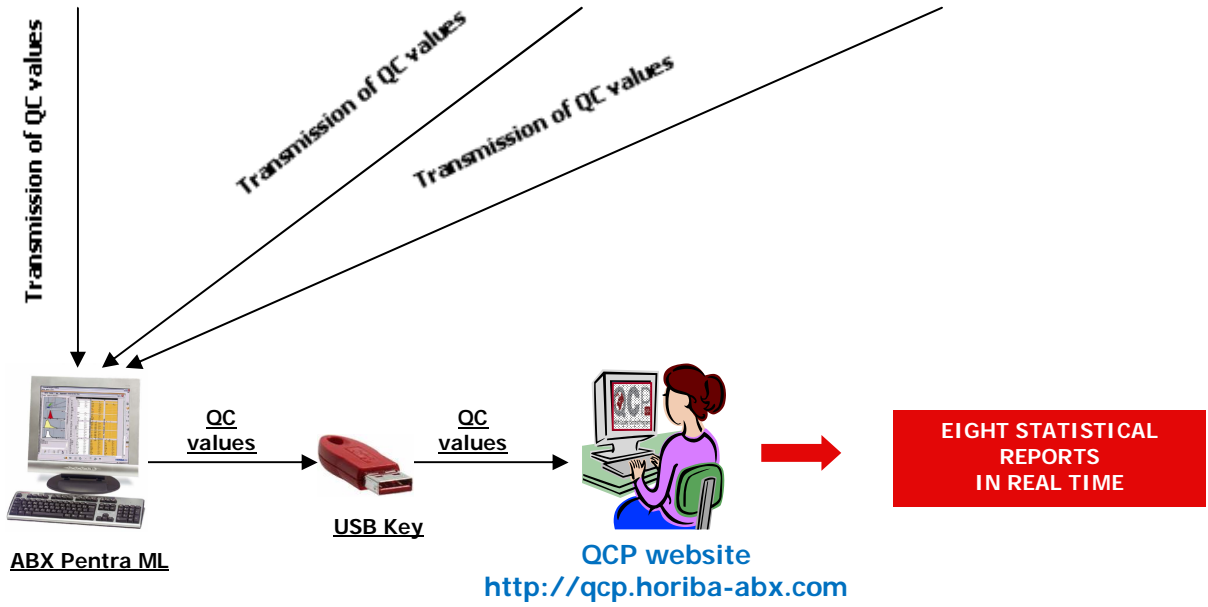 Transmission of QC values
Transmission of QC values
Transmission of QC values
QC
values
QC
values
QCP
EIGHT STATISTICAL
REPORTS
IN REAL TIME
USB Key
ABX Pentra ML
QCP website
http://qcp.horiba-abx.com